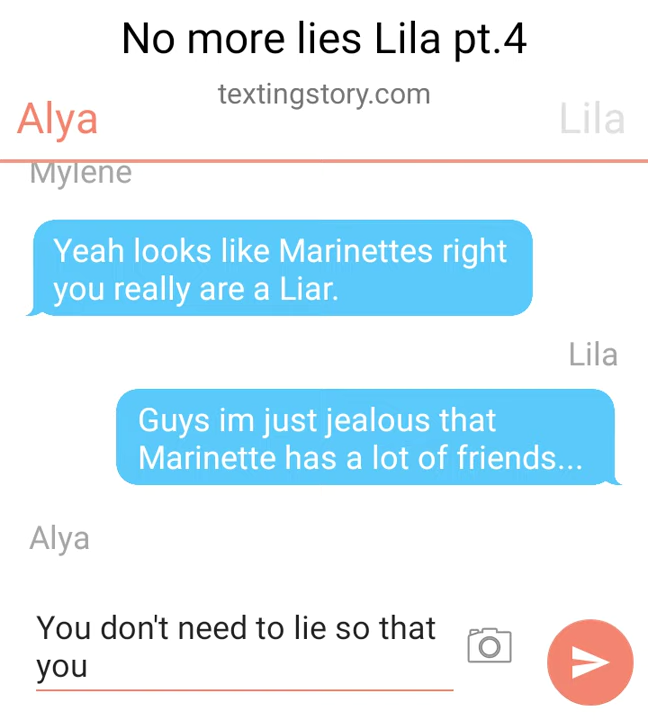 No more lies Lila pt.4
textingstory.com
Alya
Lila
Mylene
Yeah looks like Marinettes right
you really are a Liar.
Lila
Guys im just jealous that
Marinette has a lot of friends...
Alya
You don't need to lie so that
you